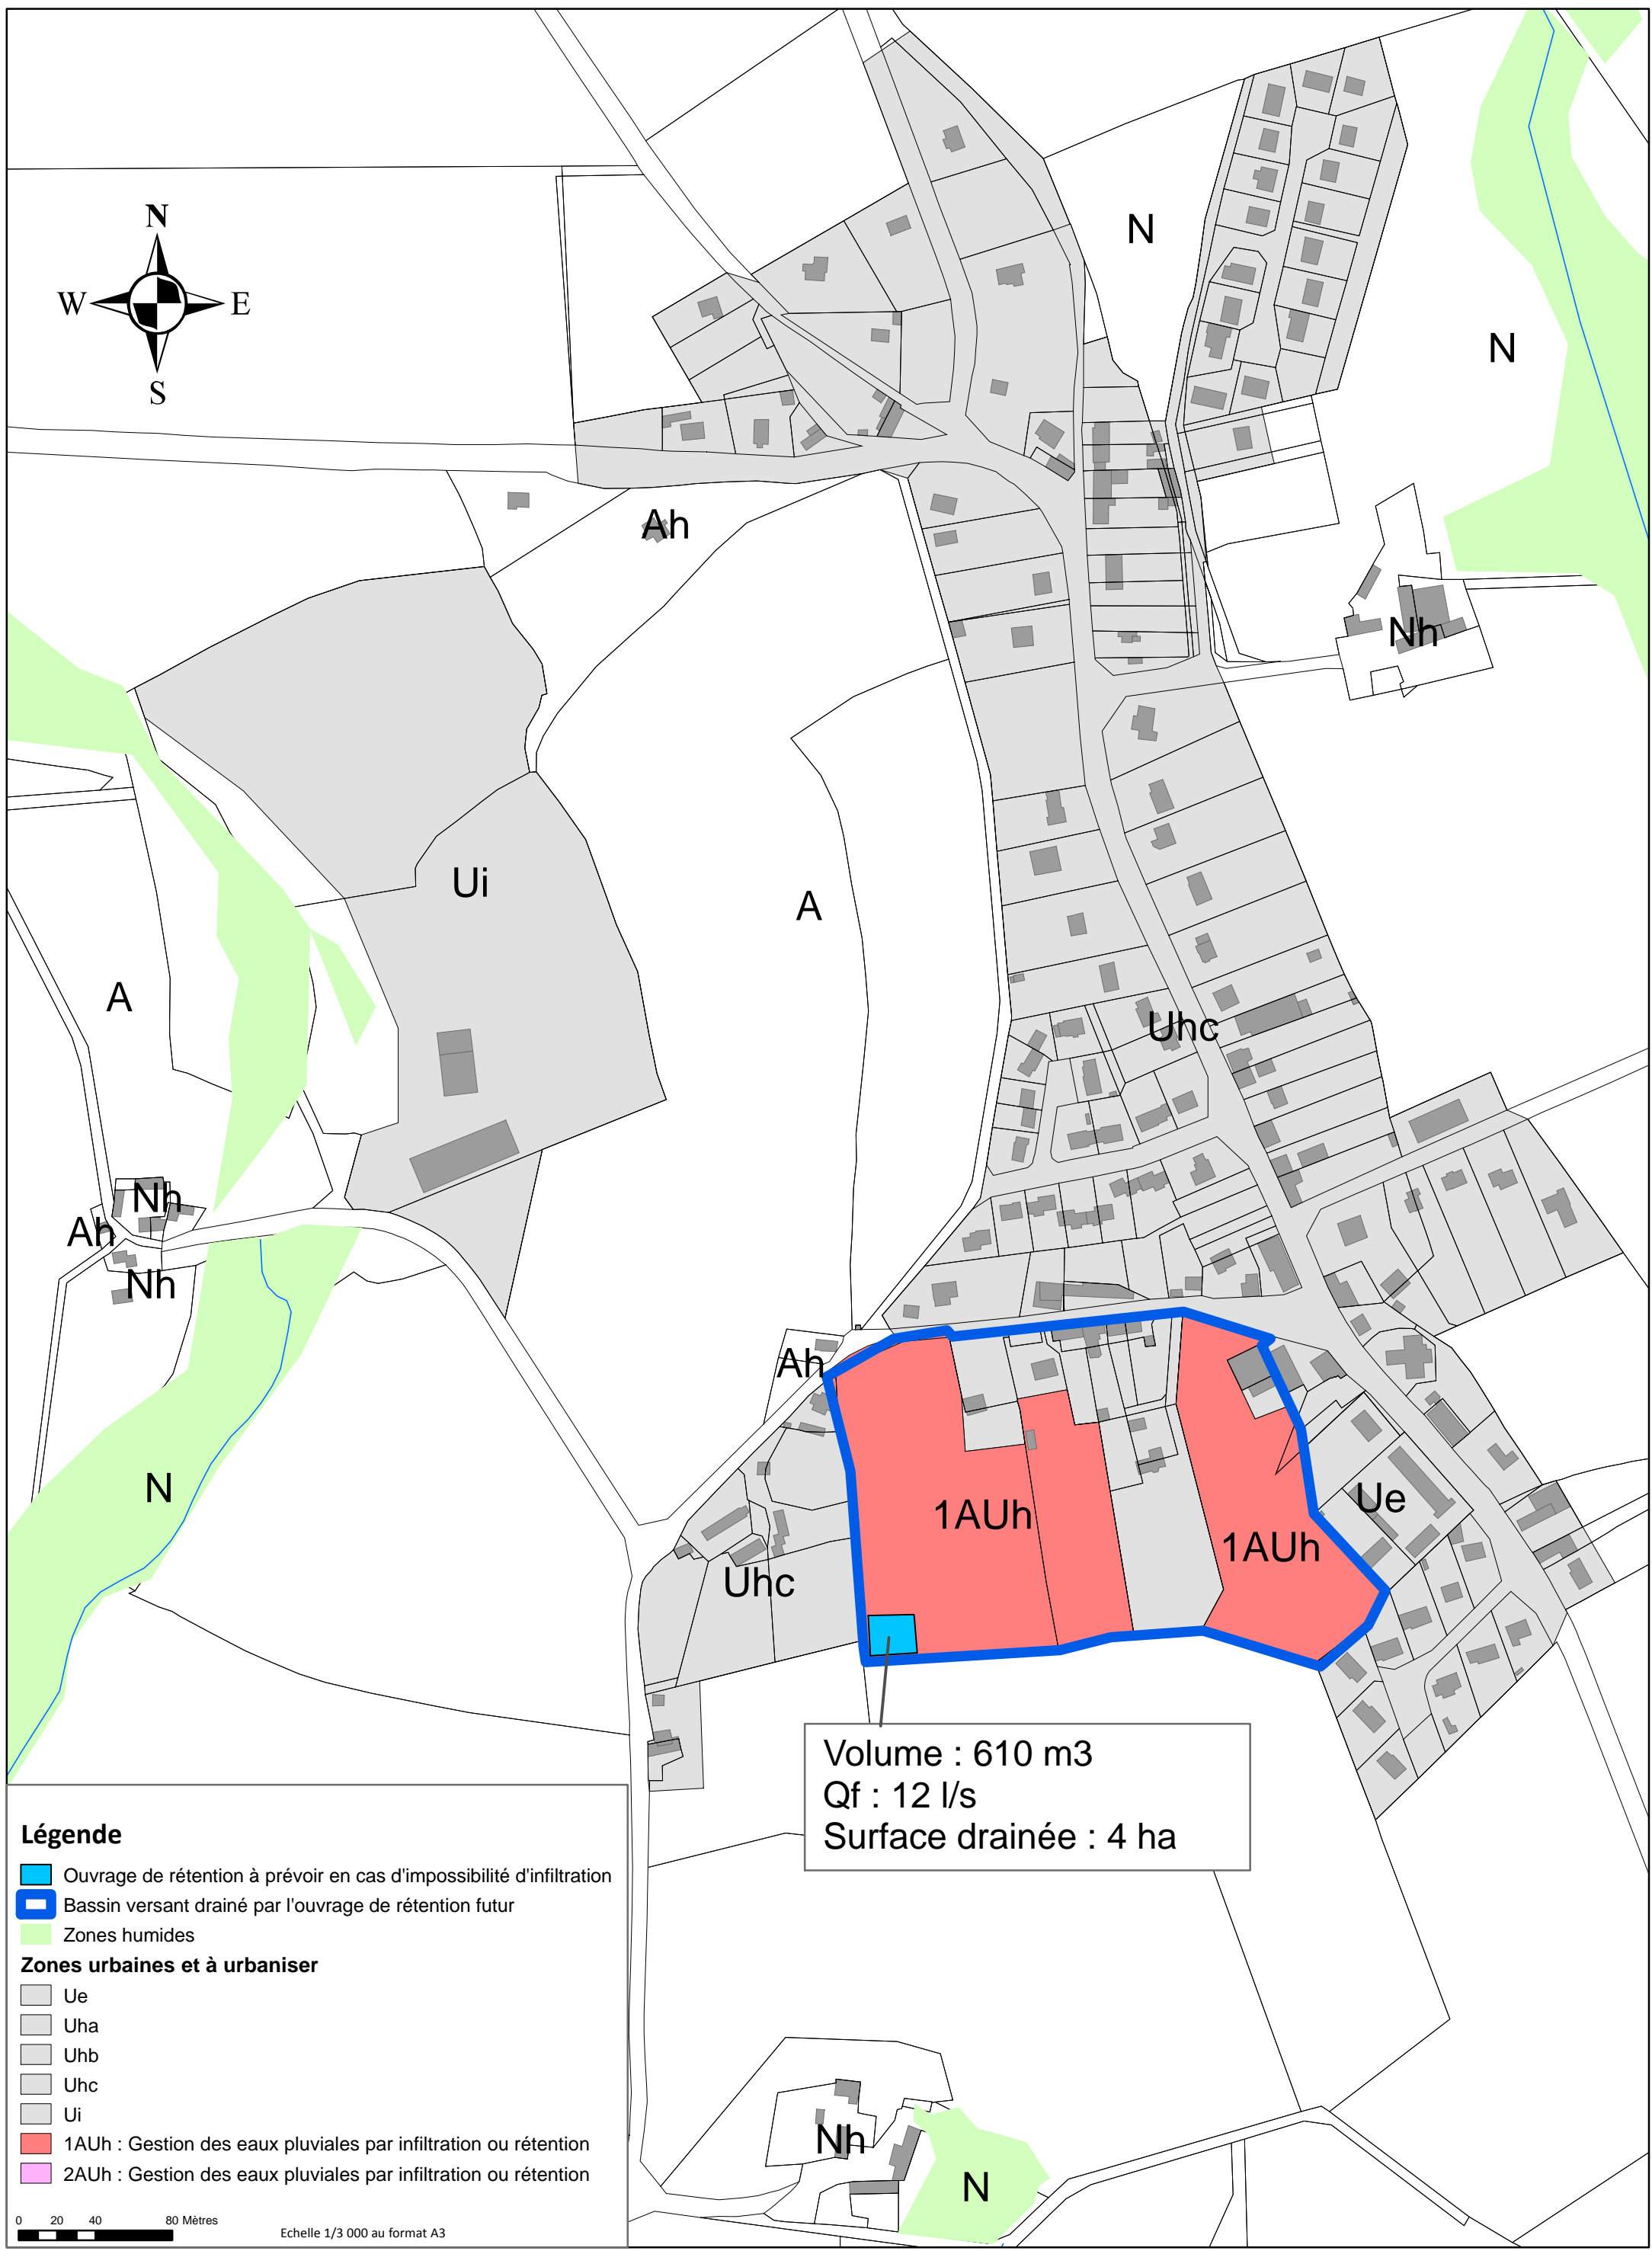 N
N
W E
S
N
Ah
Nh
Ui
A
A
Uhc
Nh
Ah
Nh
Ah
N
1AUh
Ue
1AUh
Uhc
Volume : 610 m3
Qf : 12 l/s
Surface drainée : 4 ha
Légende
Ouvrage de rétention à prévoir en cas d'impossibilité d'infiltration
Bassin versant drainé par l'ouvrage de rétention futur
Zones humides
Zones urbaines et à urbaniser
Ue
Uha
Uhb
Uhc
Ui
1AUh : Gestion des eaux pluviales par infiltration ou rétention
2AUh : Gestion des eaux pluviales par infiltration ou rétention
0 20 40 80 Mètres
Echelle 1/3 000 au format A3
Nh
N